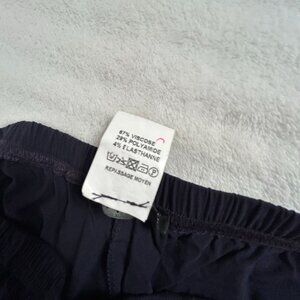 67% VISCOSE
29% POLYAMIDE
4% ELASTHANNE
REPASSAGE MOYEN